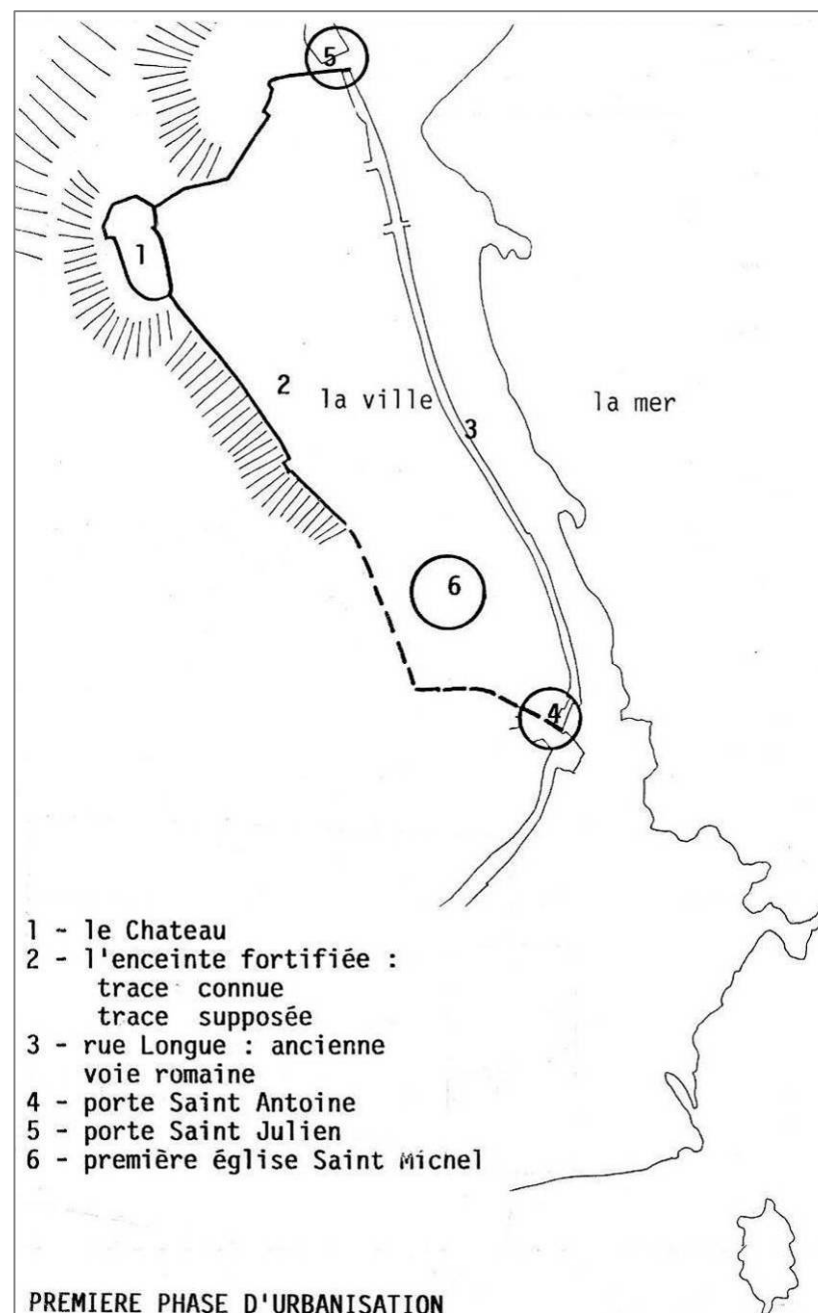 5
1
2
la ville
la mer
3
6
4
1 - le Chateau
2 - l'enceinte fortifiée :
trace connue
trace supposée
3 - rue Longue : ancienne
voie romaine
4 - porte Saint Antoine
5 - porte Saint Julien
6 - première église Saint Michel
PREMIERE PHASE D'URBANISATION